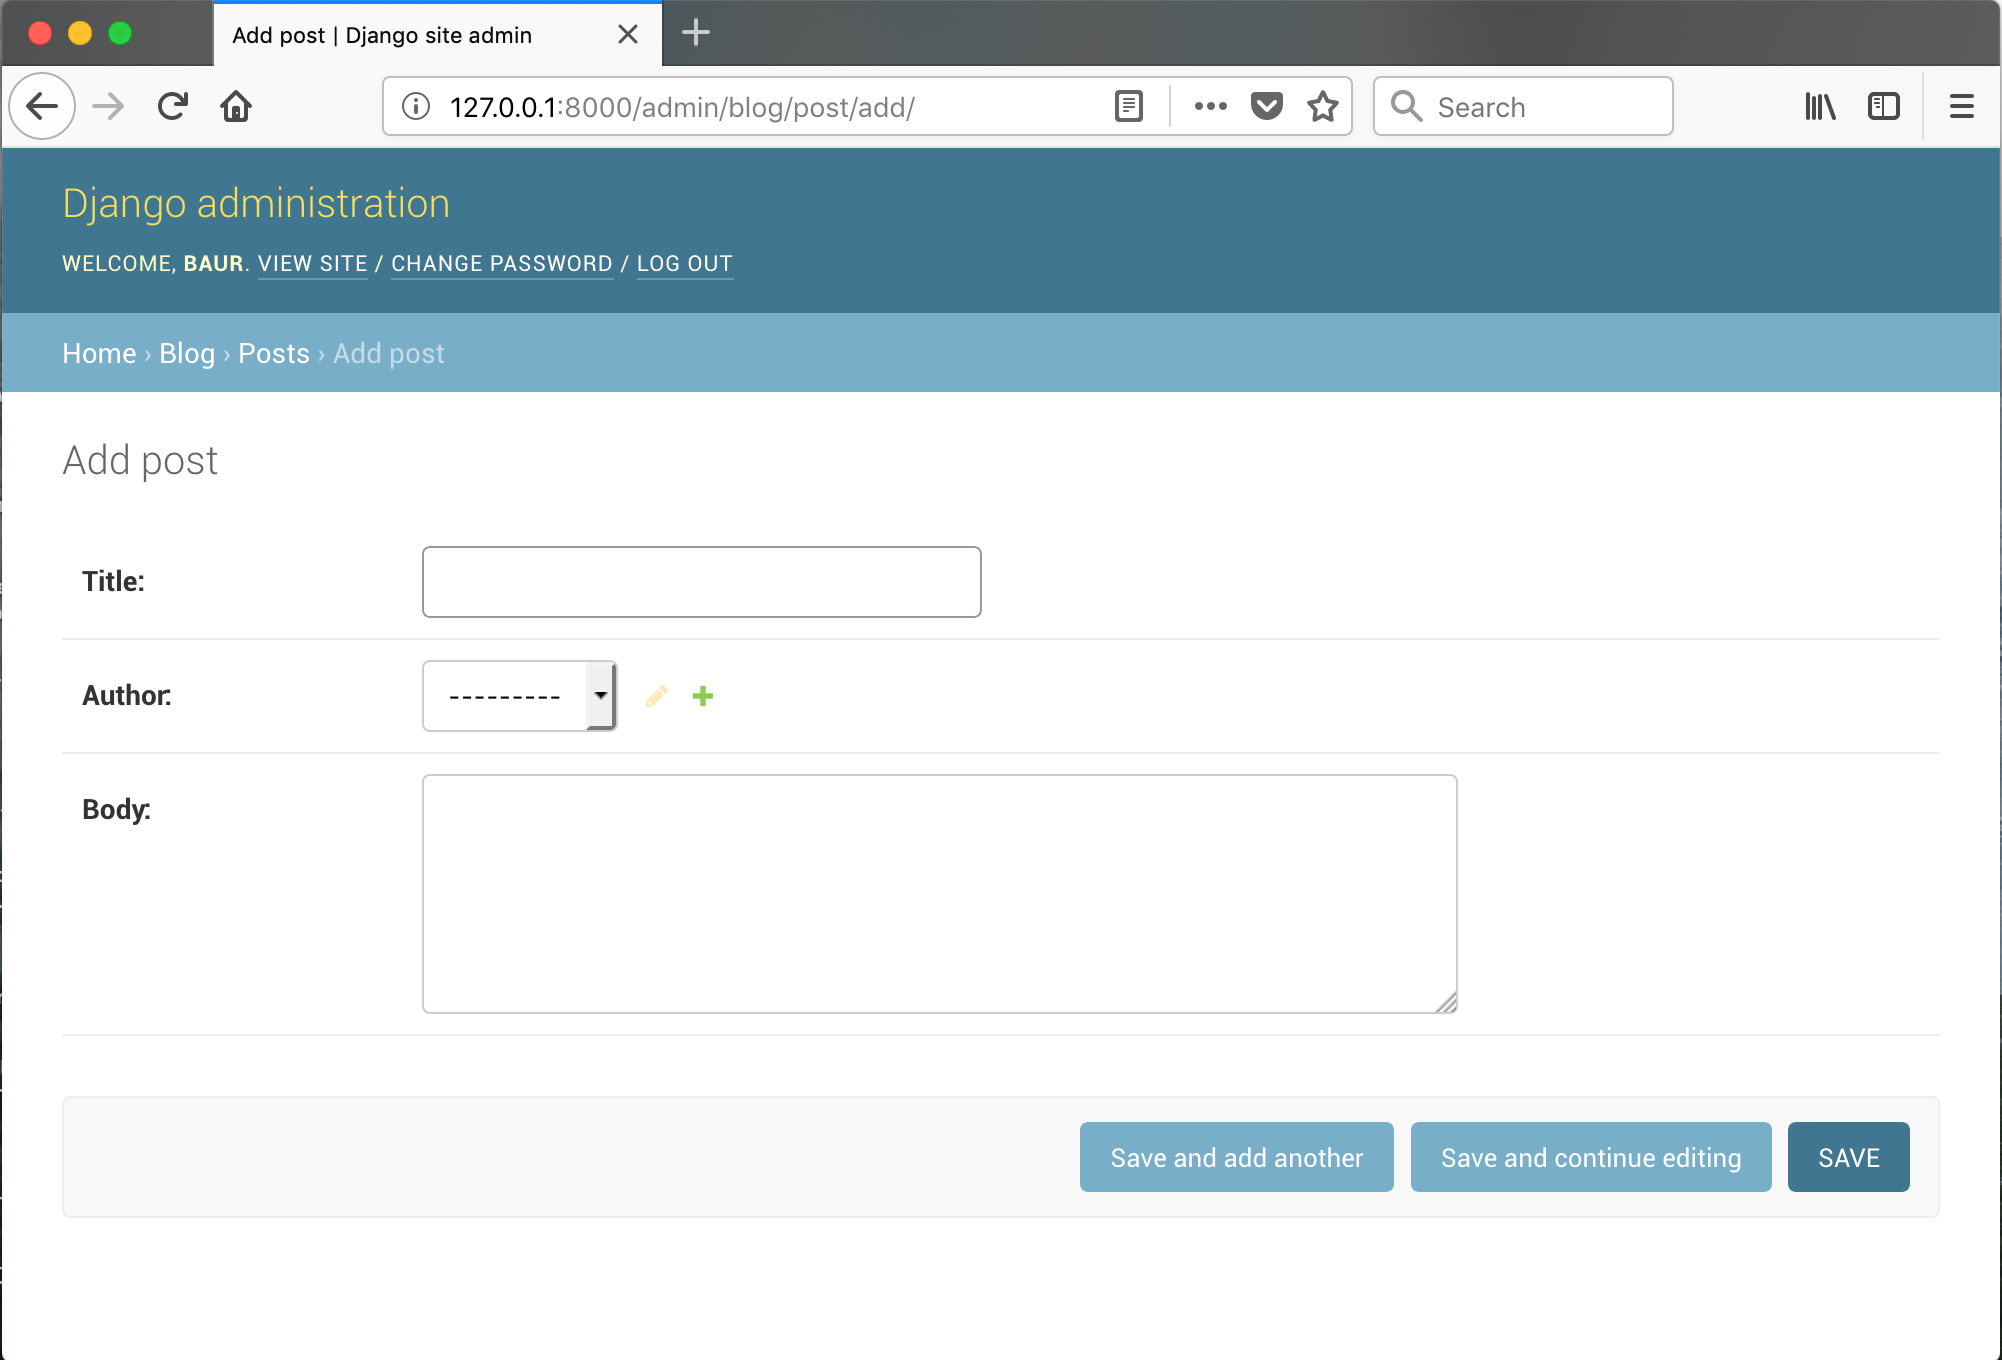 Add post | Django site admin
127.0.0.1:8000/admin/blog/post/add/
Search
Django administration
WELCOME, BAUR. VIEW SITE / CHANGE PASSWORD / LOG OUT
Home › Blog › Posts › Add post
Add post
Title:
Author:
---------
Body:
Save and add another
Save and continue editing
SAVE